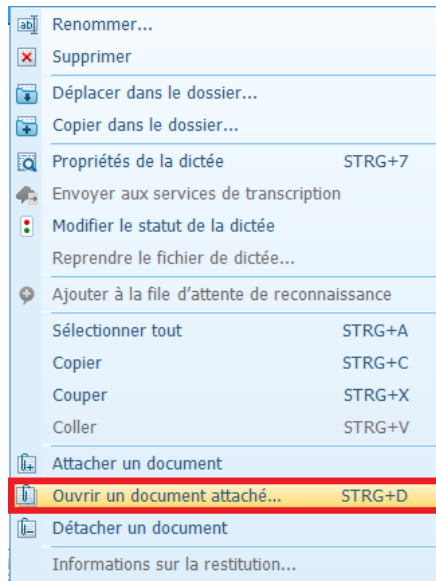 Renommer...
Supprimer
Déplacer dans le dossier...
Copier dans le dossier...
Propriétés de la dictée STRG+7
Envoyer aux services de transcription
Modifier le statut de la dictée
Reprendre le fichier de dictée...
Ajouter à la file d'attente de reconnaissance
Sélectionner tout STRG+A
Copier STRG+C
Couper STRG+X
Coller STRG+V
Attacher un document
Ouvrir un document attaché... STRG+D
Détacher un document
Informations sur la restitution...